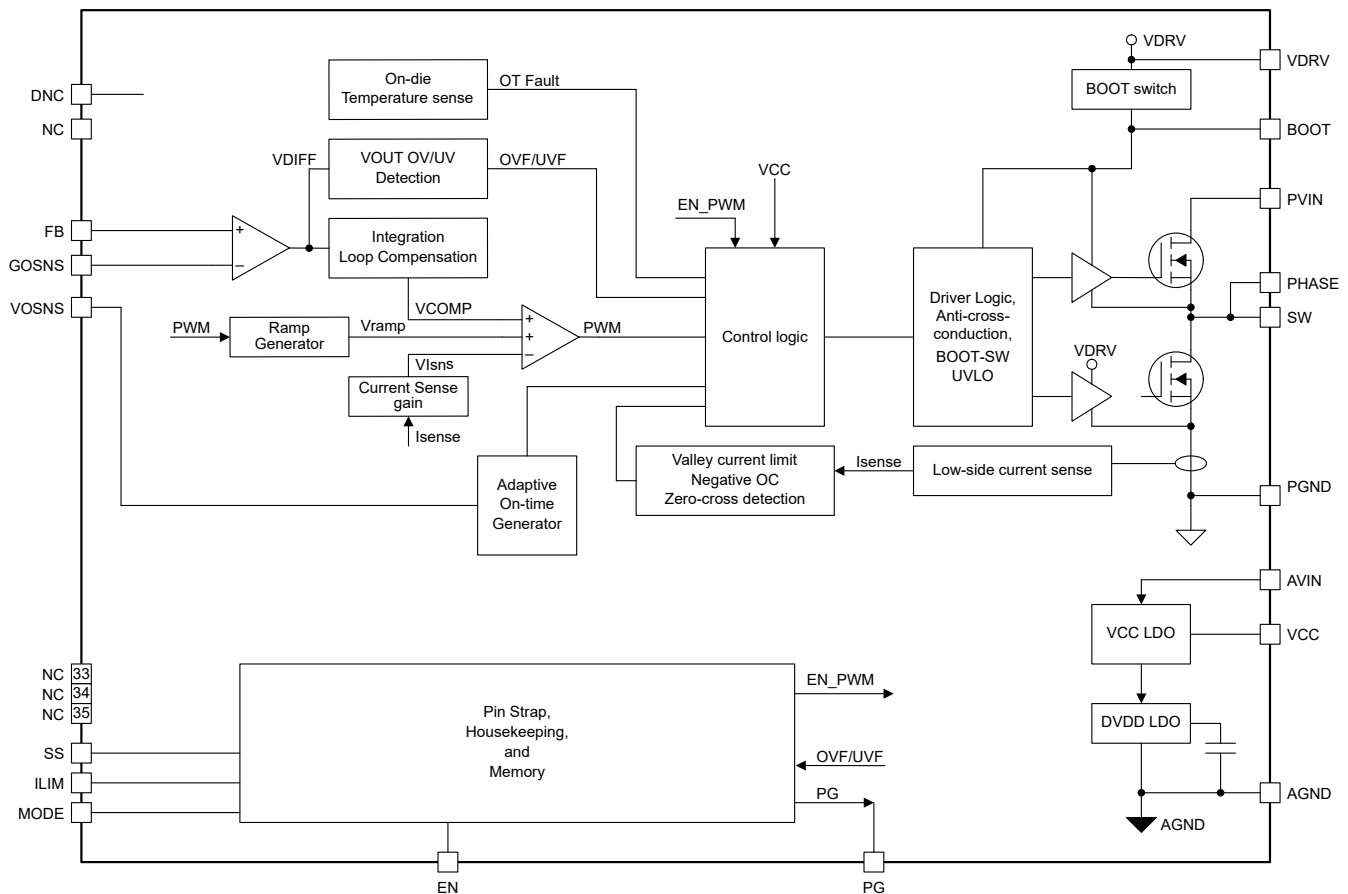 VDRV
VDRV
On-die
Temperature sense
OT Fault
BOOT switch
DNC
NC
BOOT
VDIFF
VOUT OV/UV
Detection
OVF/UVF
VCC
EN_PWM
PVIN
FB
+
−
GOSNS
Integration
Loop Compensation
VOSNS
VCOMP
PWM
Ramp
Generator
Vramp
+
+
−
PWM
VIsns
Current Sense
gain
Isense
Control logic
Driver Logic,
Anti-cross-
conduction,
BOOT-SW
UVLO
VDRV
PHASE
SW
Adaptive
On-time
Generator
Valley current limit
Negative OC
Zero-cross detection
Isense
Low-side current sense
PGND
AVIN
VCC LDO
VCC
DVDD LDO
AGND
AGND
NC 33
NC 34
NC 35
SS
ILIM
MODE
Pin Strap,
Housekeeping,
and
Memory
EN_PWM
OVF/UVF
PG
EN
PG